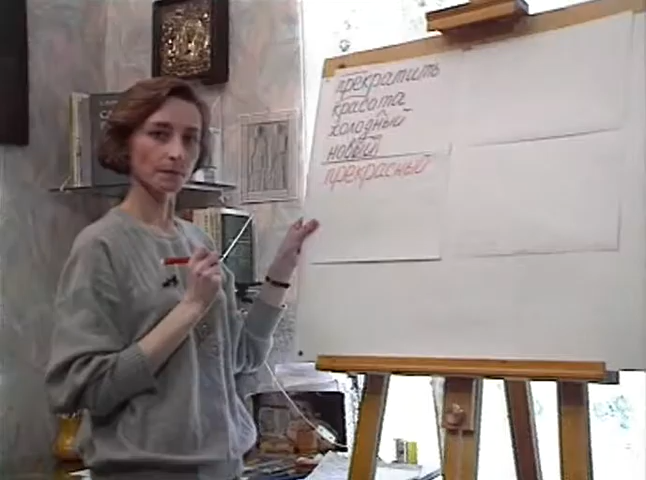 прекратить
красота
холодный
новый
прекрасный